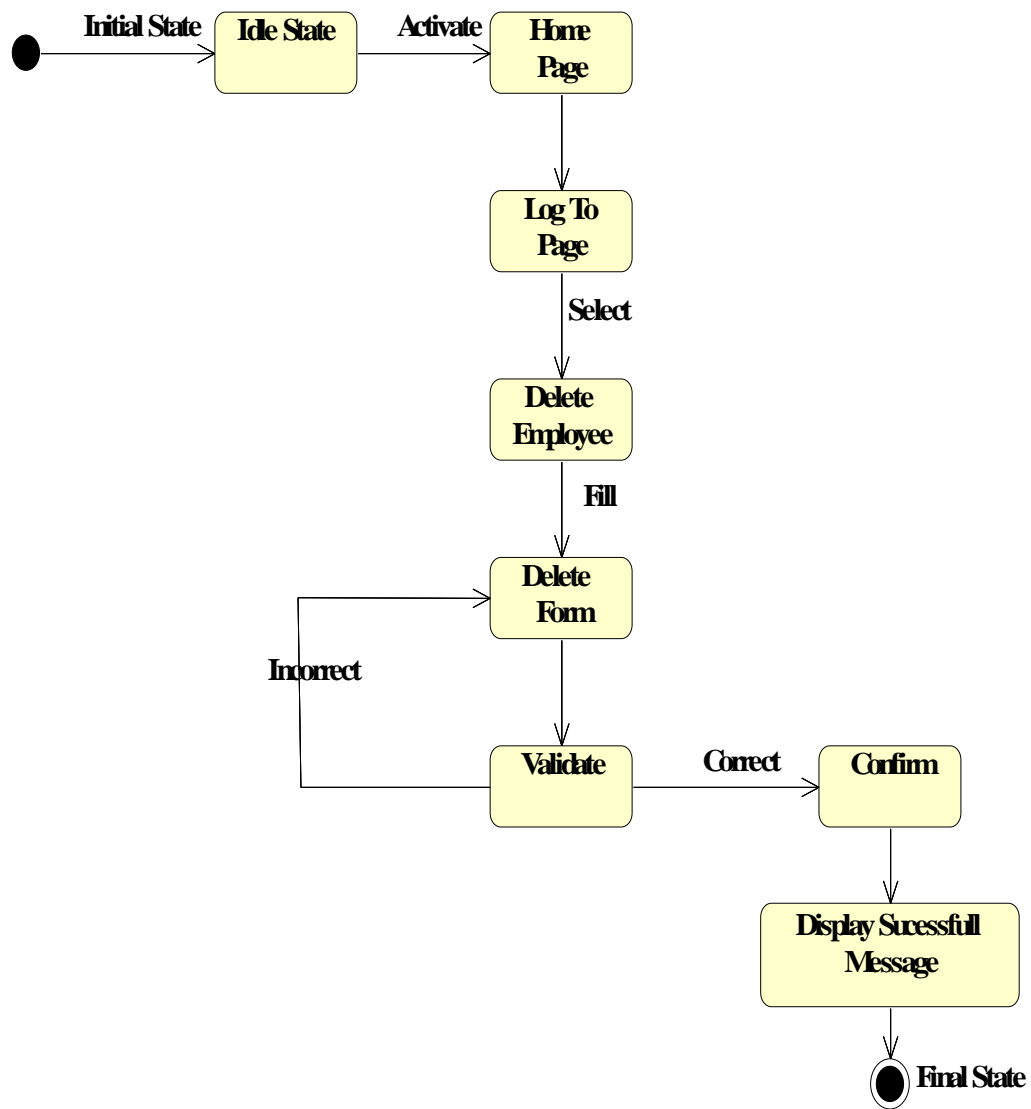 Initial State
Idle State
Activate
Home
Page
Log To
Page
Select
Delete
Employee
Fill
Delete
Form
Incorrect
Validate
Correct
Confirm
Display Sucessfull
Message
Final State